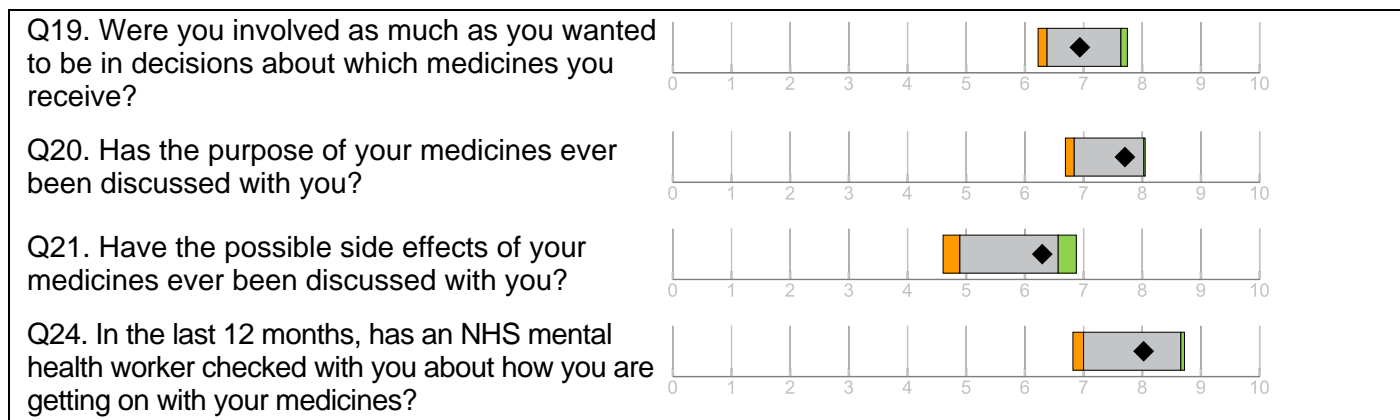 Q19. Were you involved as much as you wanted
to be in decisions about which medicines you
receive?
0 1 2 3 4 5 6 7 8 9 10
Q20. Has the purpose of your medicines ever
been discussed with you?
0 1 2 3 4 5 6 7 8 9 10
Q21. Have the possible side effects of your
medicines ever been discussed with you?
0 1 2 3 4 5 6 7 8 9 10
Q24. In the last 12 months, has an NHS mental
health worker checked with you about how you are
getting on with your medicines?
0 1 2 3 4 5 6 7 8 9 10